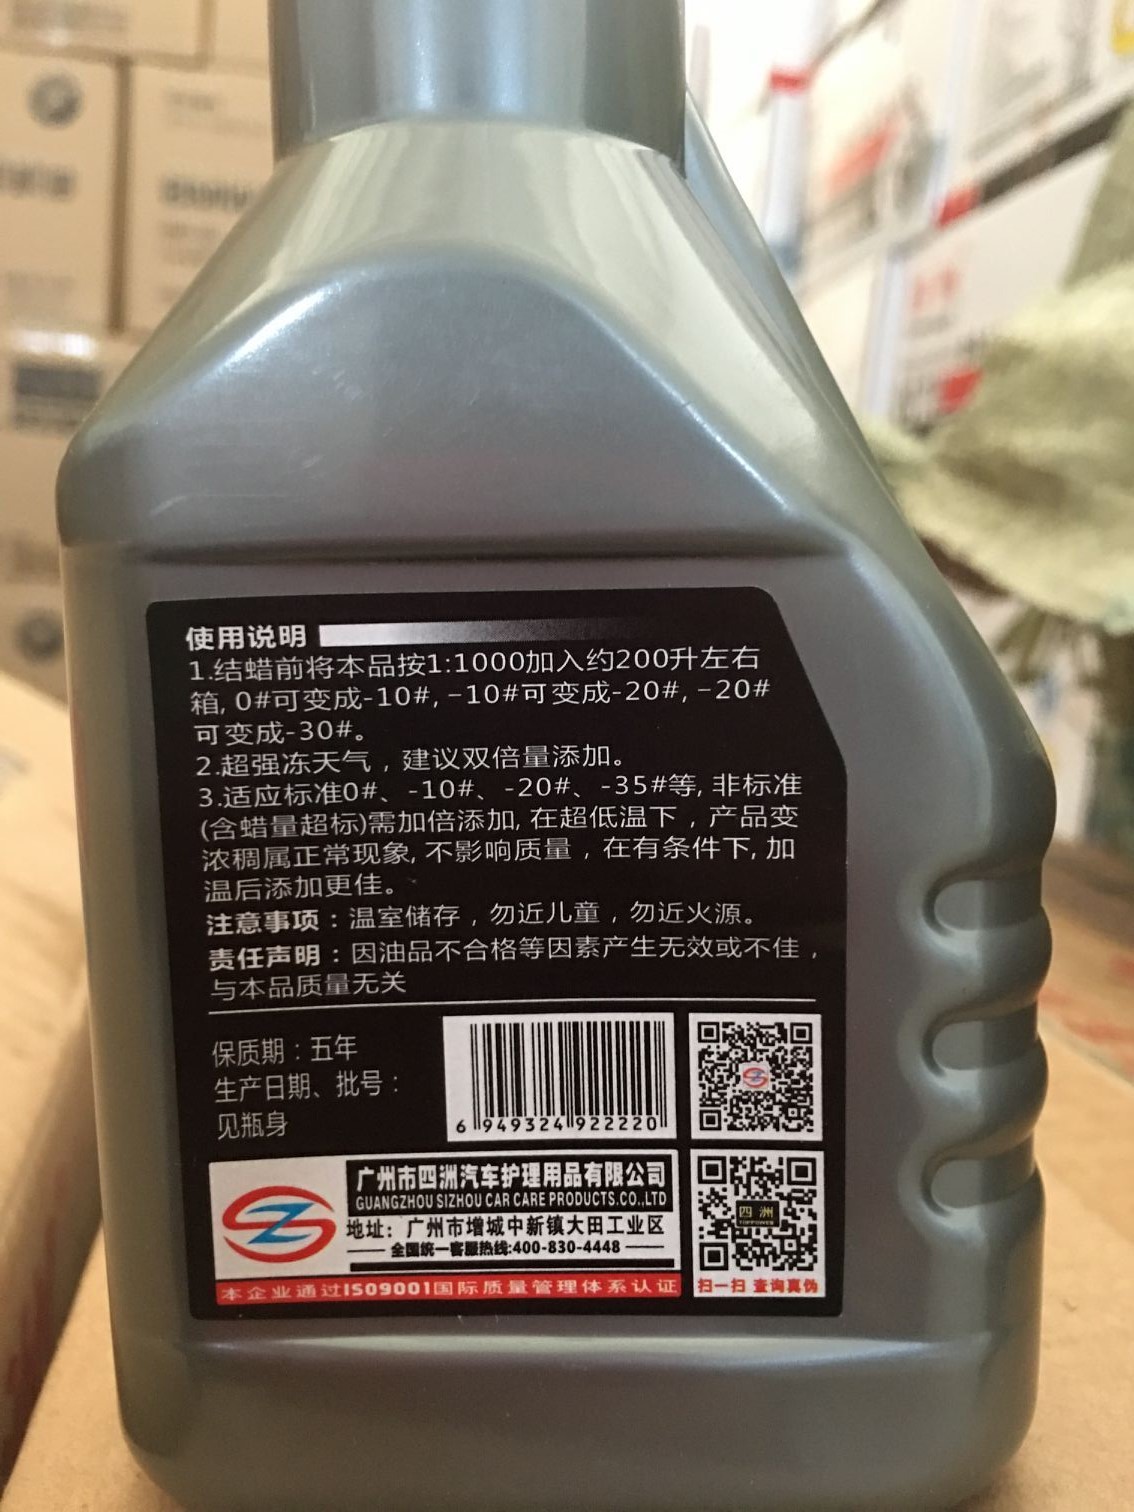 使用说明
1.结蜡前将本品按1:1000加入约200升左右
箱, 0#可变成-10#, -10#可变成-20#, -20#
可变成-30#。
2.超强冻天气，建议双倍量添加。
3.适应标准0#、-10#、-20#、-35#等, 非标准
(含蜡量超标)需加倍添加, 在超低温下，产品变
浓稠属正常现象, 不影响质量，在有条件下, 加
温后添加更佳。
注意事项：温室储存，勿近儿童，勿近火源。
责任声明：因油品不合格等因素产生无效或不佳，
与本品质量无关
保质期：五年
生产日期、批号：
见瓶身
6 949324 922220
广州市四洲汽车护理用品有限公司
GUANGZHOU SIZHOU CAR CARE PRODUCTS.CO.,LTD
地址：广州市增城中新镇大田工业区
全国统一客服热线:400-830-4448
本企业通过ISO9001国际质量管理体系认证
四洲
扫一扫 查询真伪